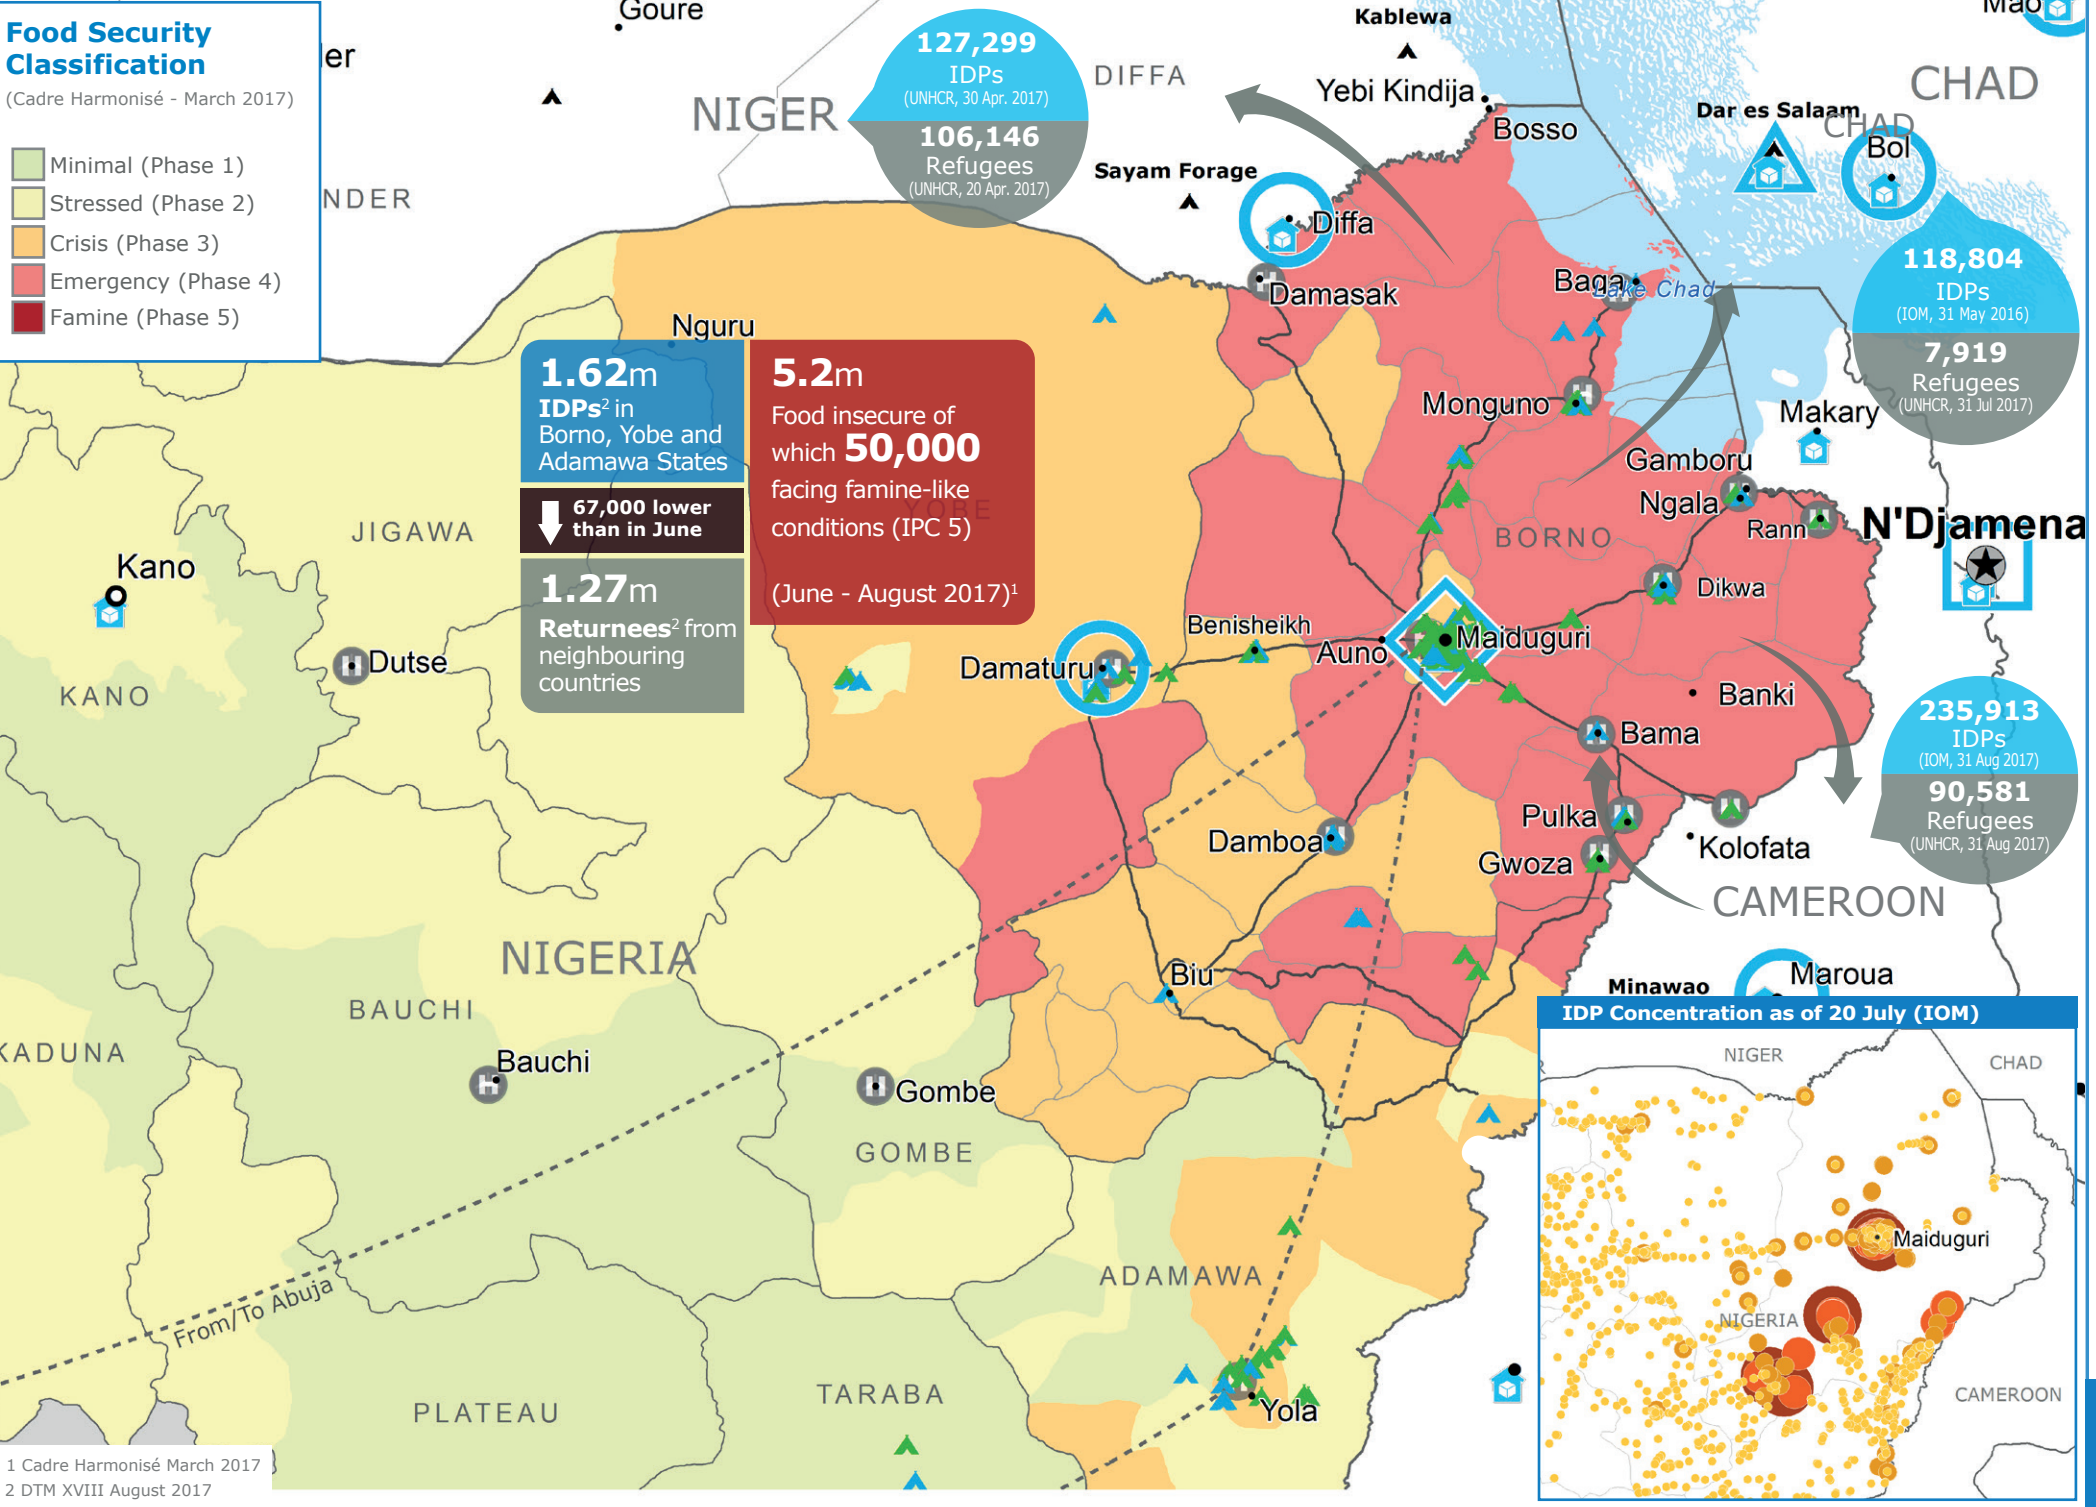 Food Security
Classification
(Cadre Harmonisé - March 2017)
Minimal (Phase 1)
Stressed (Phase 2)
Crisis (Phase 3)
Emergency (Phase 4)
Famine (Phase 5)
Goure
der
NDER
NIGER
127,299
IDPs
(UNHCR, 30 Apr. 2017)
106,146
Refugees
(UNHCR, 20 Apr. 2017)
DIFFA
Kablewa
Yebi Kindija
Bosso
Sayam Forage
Diffa
Damasak
Mao
CHAD
Dar es Salaam
CHAD
Bol
118,804
IDPs
(IOM, 31 May 2016)
7,919
Refugees
(UNHCR, 31 Jul 2017)
Baga
Lake Chad
Nguru
1.62m
IDPs2 in
Borno, Yobe and
Adamawa States
67,000 lower
than in June
1.27m
Returnees2 from
neighbouring
countries
5.2m
Food insecure of
which 50,000
facing famine-like
conditions (IPC 5)
(June - August 2017)1
YOBE
Monguno
Makary
Gamboru
Ngala
Rann
N'Djamena
BORNO
Dikwa
JIGAWA
Kano
Dutse
KANO
Benisheikh
Auno
Maiduguri
Damaturu
Banki
Bama
235,913
IDPs
(IOM, 31 Aug 2017)
90,581
Refugees
(UNHCR, 31 Aug 2017)
Pulka
Damboa
Gwoza
Kolofata
CAMEROON
NIGERIA
Biu
Minawao
Maroua
BAUCHI
KADUNA
Bauchi
Gombe
GOMBE
ADAMAWA
From/To Abuja
PLATEAU
TARABA
Yola
IDP Concentration as of 20 July (IOM)
NIGER
CHAD
Maiduguri
NIGERIA
CAMEROON
1 Cadre Harmonisé March 2017
2 DTM XVIII August 2017